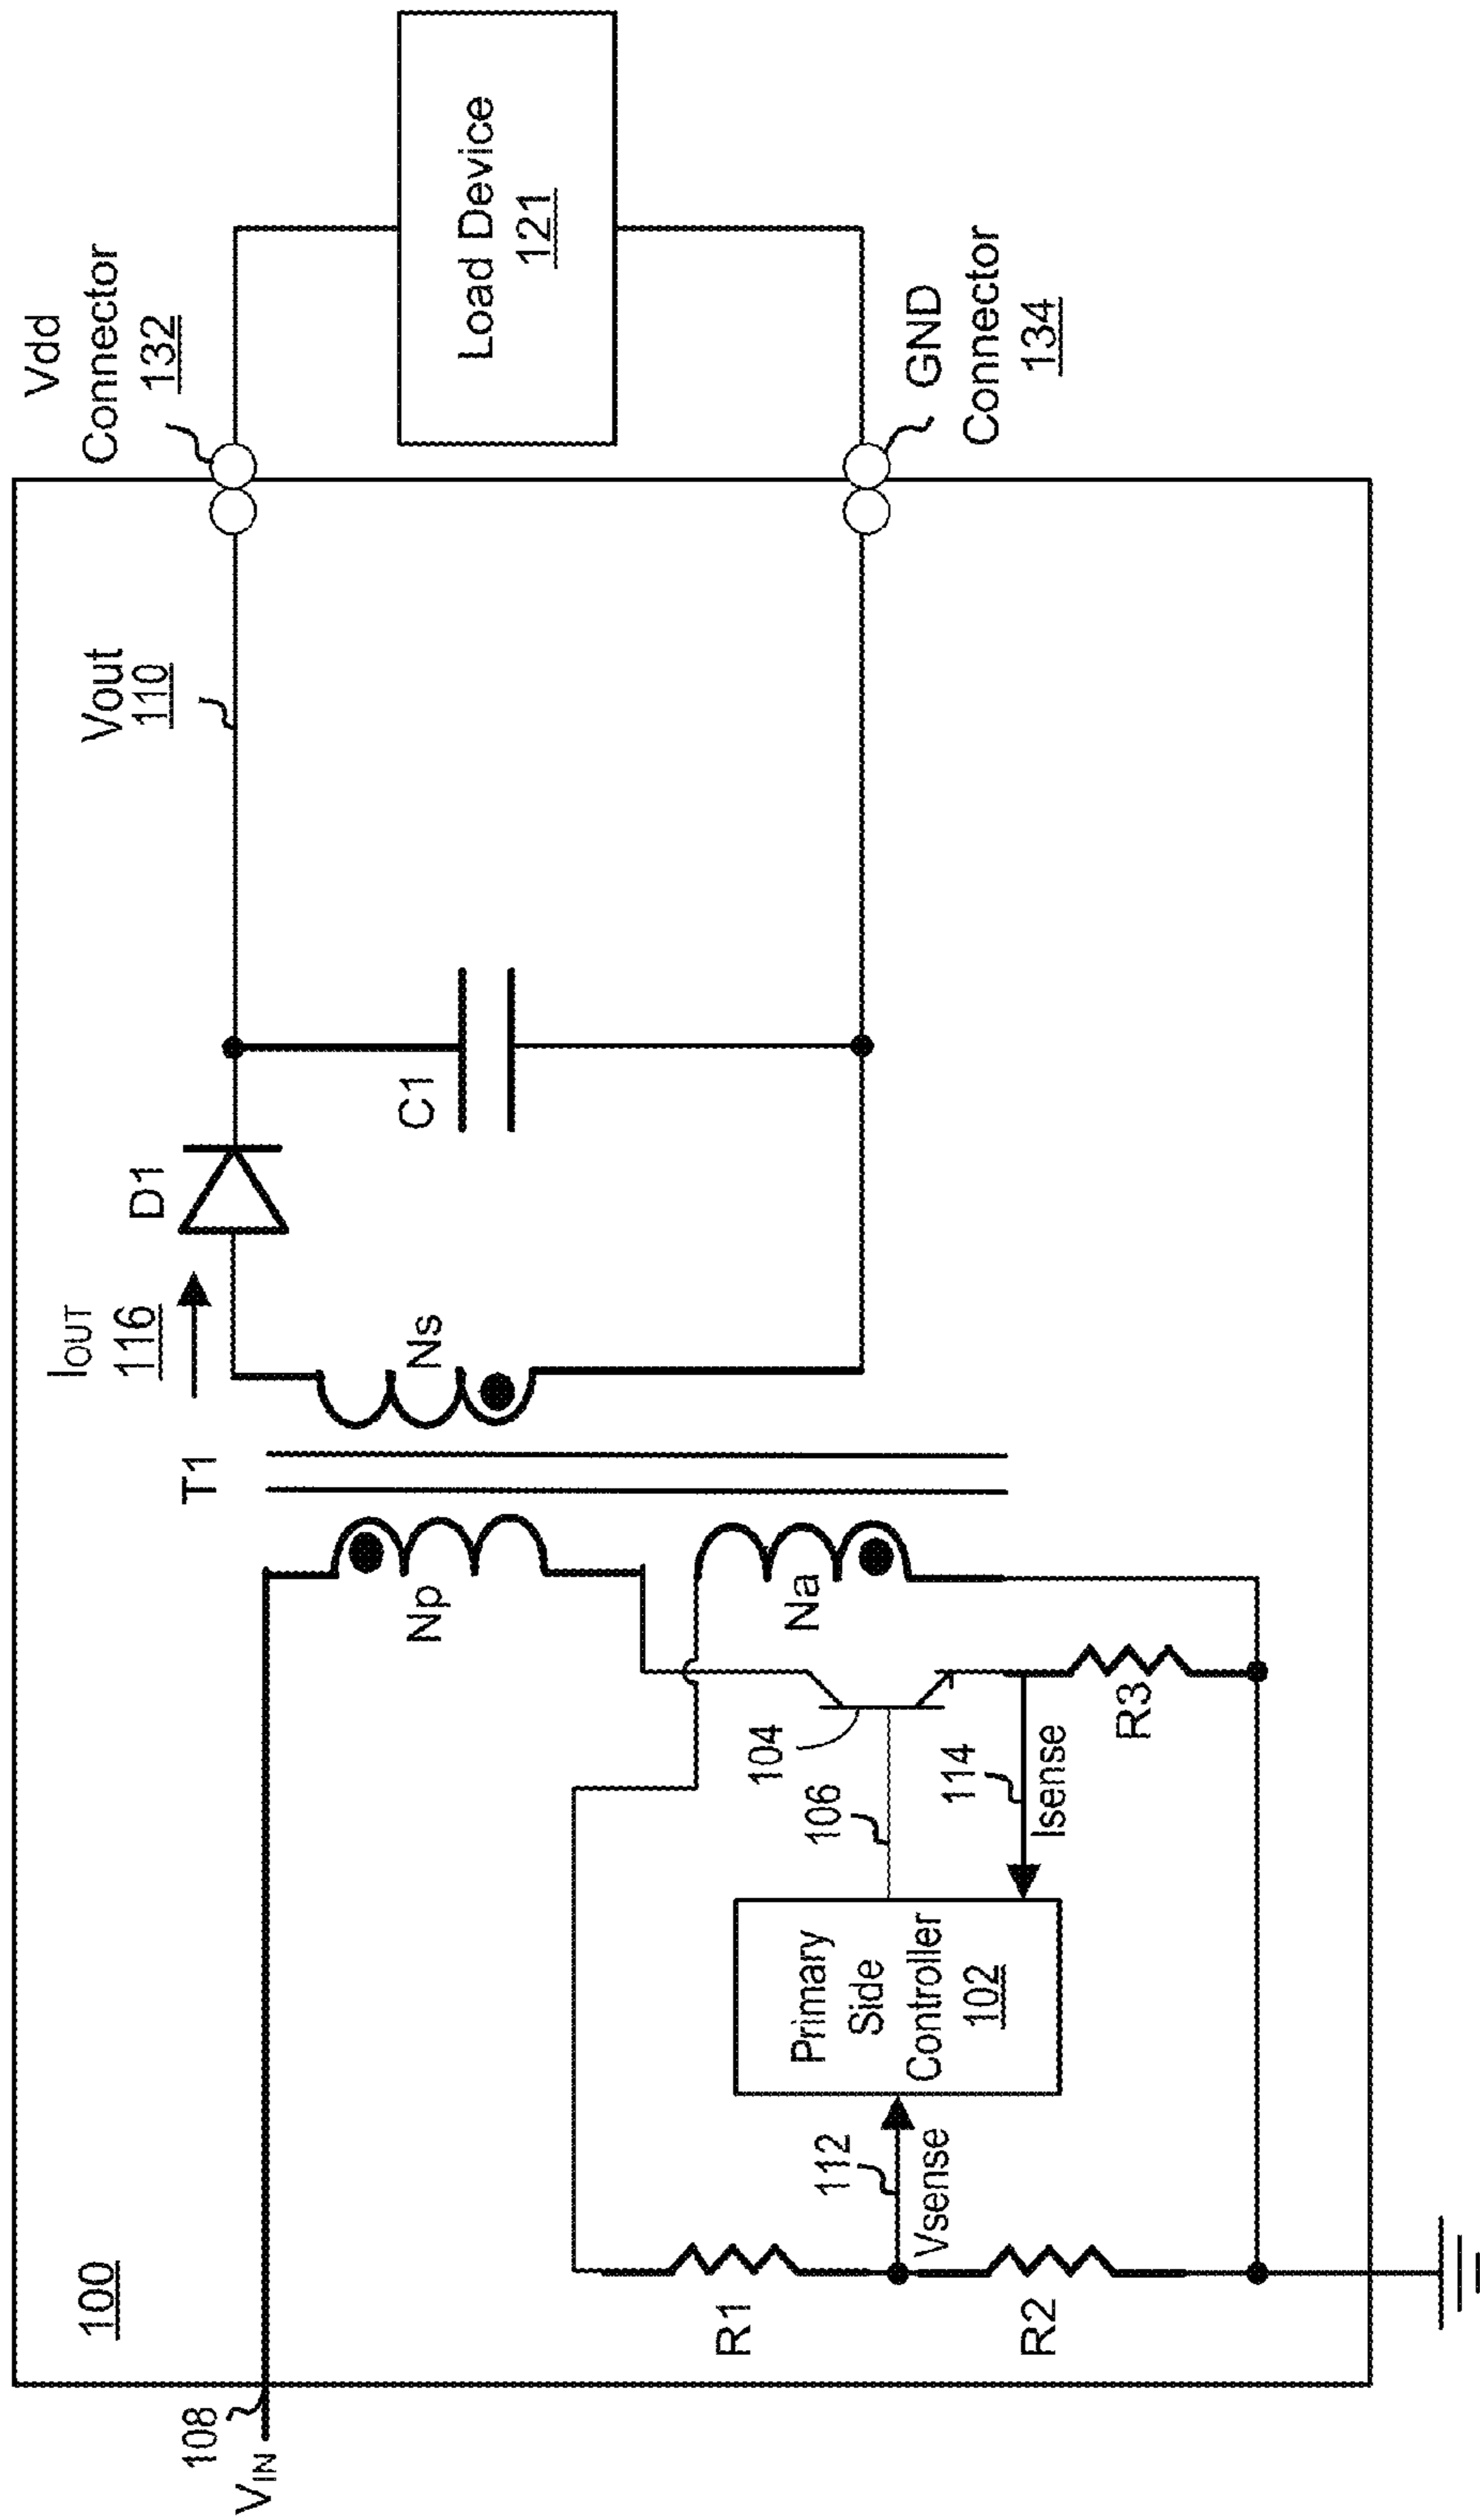 100
VIN
108
T1
IOUT
116
D1
Vout
110
Vdd
Connector
132
Np
Ns
C1
Load Device
121
R1
112
Vsense
R2
Primary
Side
Controller
102
106
104
114
Isense
R3
Na
GND
Connector
134